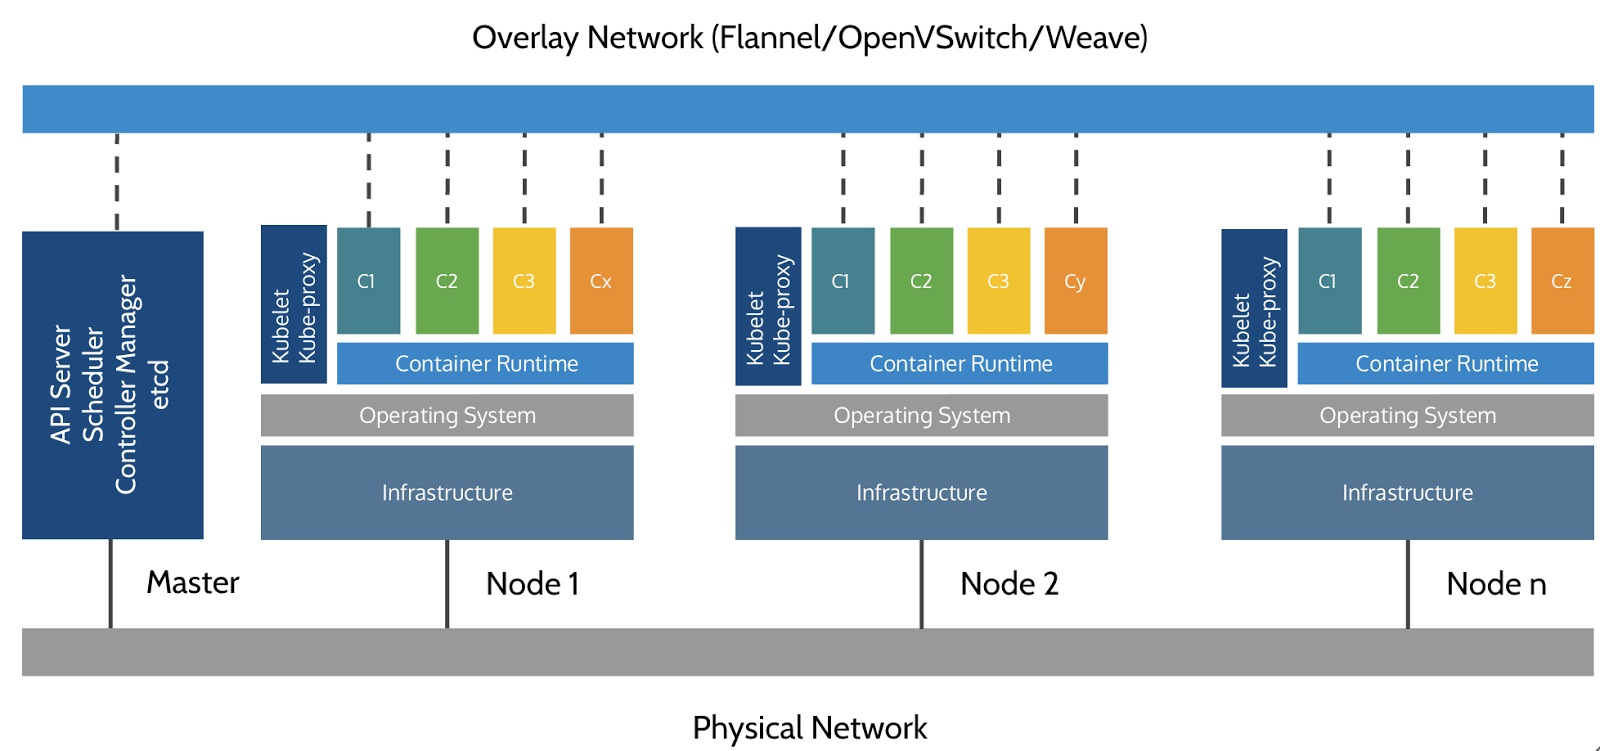 Overlay Network (Flannel/OpenVSwitch/Weave)
API Server
Scheduler
Controller Manager
etcd
Master
Kubelet
Kube-proxy
C1
C2
C3
Cx
Container Runtime
Operating System
Infrastructure
Node 1
Kubelet
Kube-proxy
C1
C2
C3
Cy
Container Runtime
Operating System
Infrastructure
Node 2
Kubelet
Kube-proxy
C1
C2
C3
Cz
Container Runtime
Operating System
Infrastructure
Node n
Physical Network